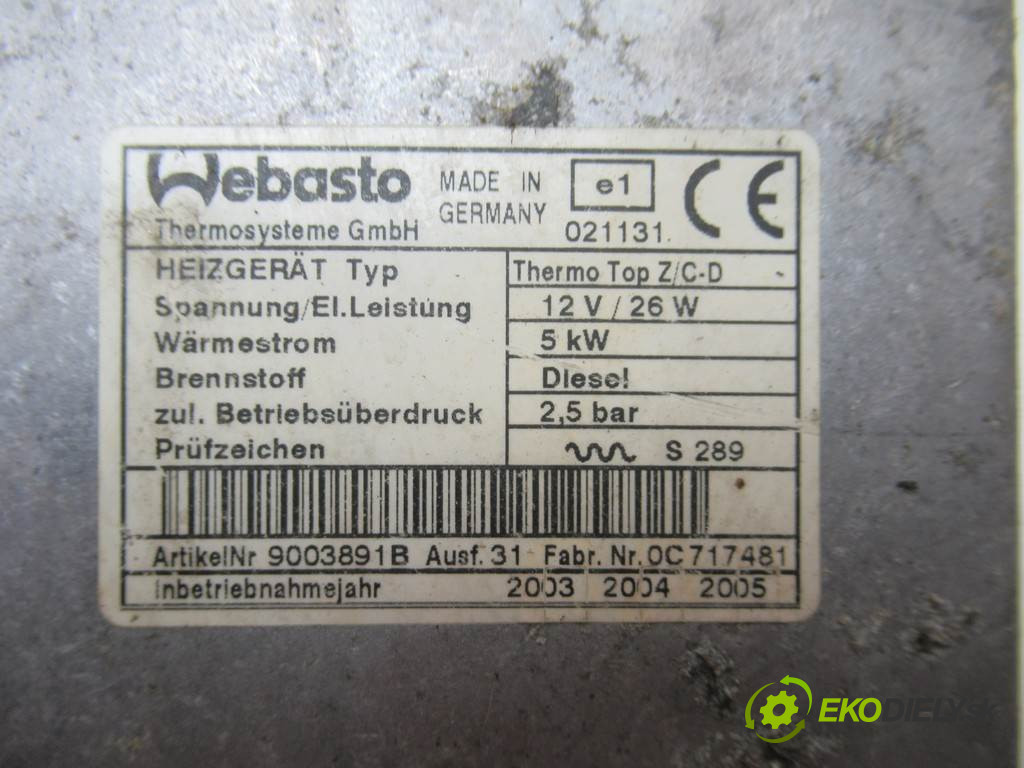 Webasto MADE IN GERMANY e1 CE
Thermosysteme GmbH 021131
HEIZGERÄT Typ Thermo Top Z/C-D
Spannung/El.Leistung 12 V / 26 W
Wärmestrom 5 kW
Brennstoff Diesel
zul. Betriebsüberdruck 2,5 bar
Prüfzeichen S 289
ArtikelNr 9003891B Ausf. 31 Fabr. Nr. 0C717481
Inbetriebnahmejahr 2003 2004 2005
EKODIELY.SK